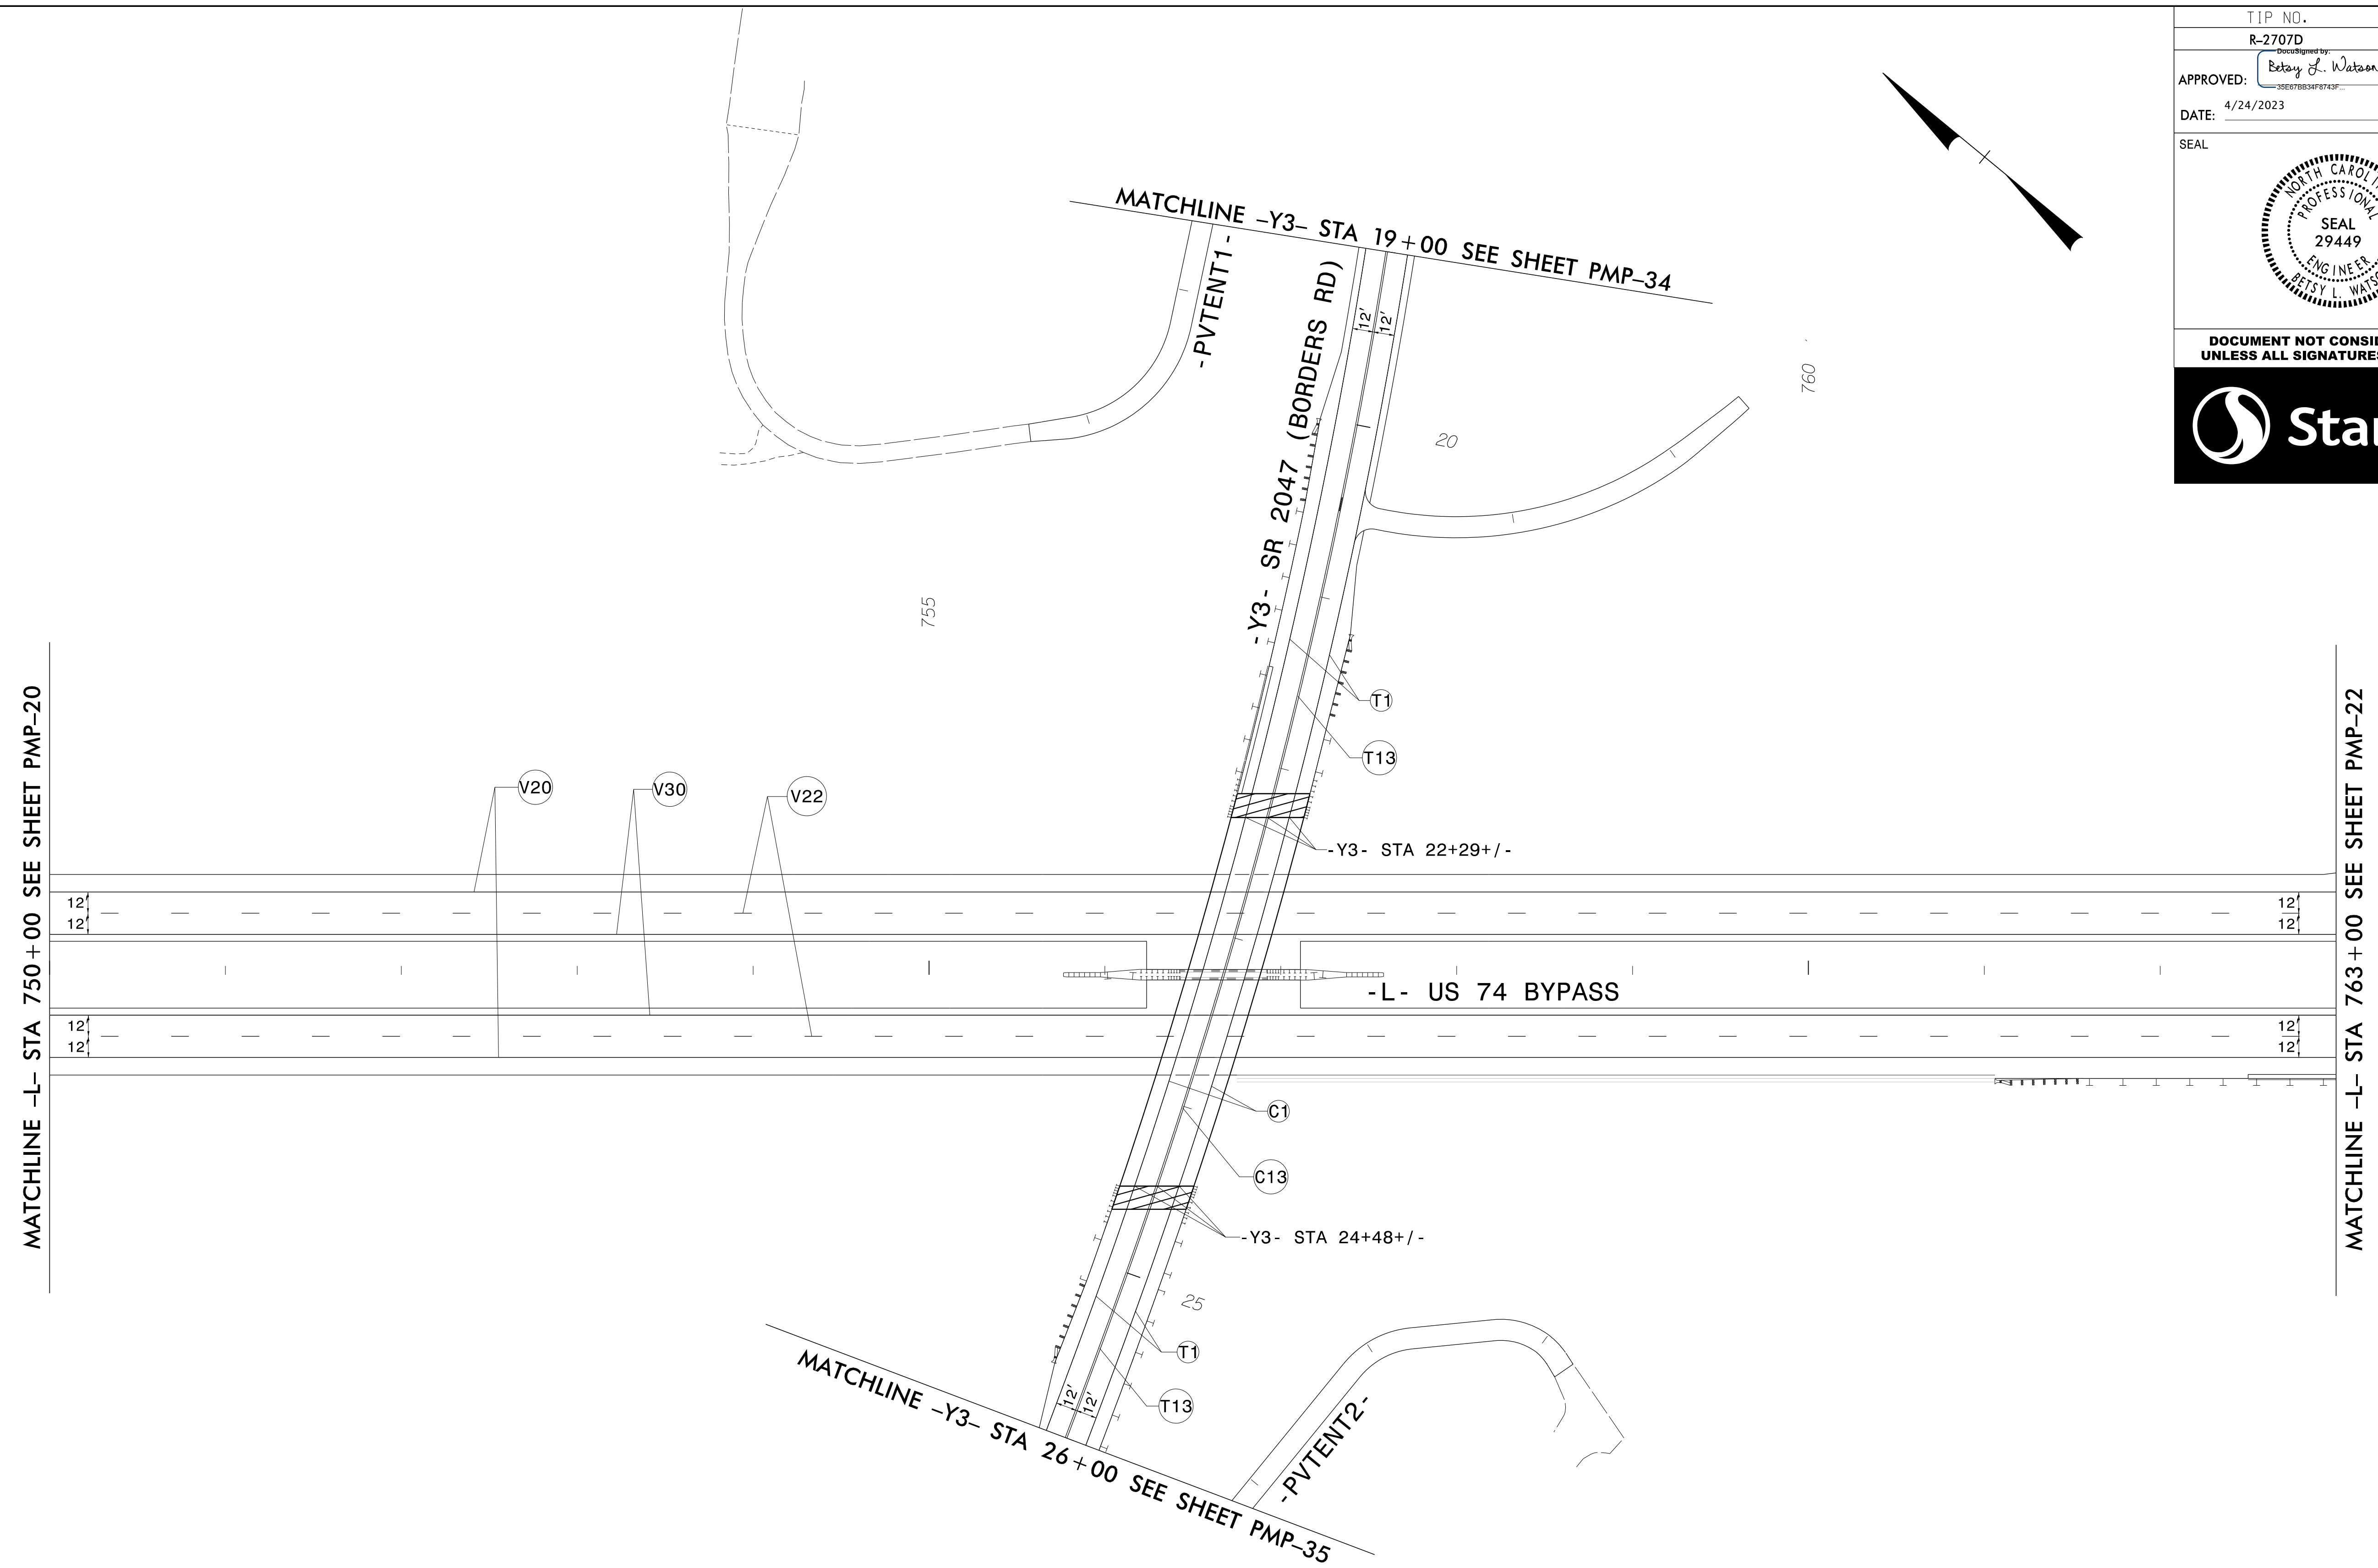 TIP NO.
R–2707D
DocuSigned by:
APPROVED:
Betsy L. Watson
35E67BB34F8743F...
DATE:
4/24/2023
SEAL
NORTH
PROFESSIONAL
SEAL
29449
ENGINEER
BETSY L.
DOCUMENT NOT
UNLESS ALL
MATCHLINE –Y3– STA 19+00 SEE SHEET PMP–34
-PVTENT1-
-Y3- SR 2047 (BORDERS RD)
12'
12'
760
20
755
T1
T13
V20
V30
V22
-Y3- STA 22+29+/-
MATCHLINE –L– STA 750+00 SEE SHEET PMP–20
MATCHLINE –L– STA 763+00 SEE SHEET PMP–22
12'
12'
12'
12'
-L- US 74 BYPASS
12'
12'
12'
12'
C1
C13
-Y3- STA 24+48+/-
25
T1
T13
12'
12'
MATCHLINE –Y3– STA 26+00 SEE SHEET PMP–35
-PVTENT2-